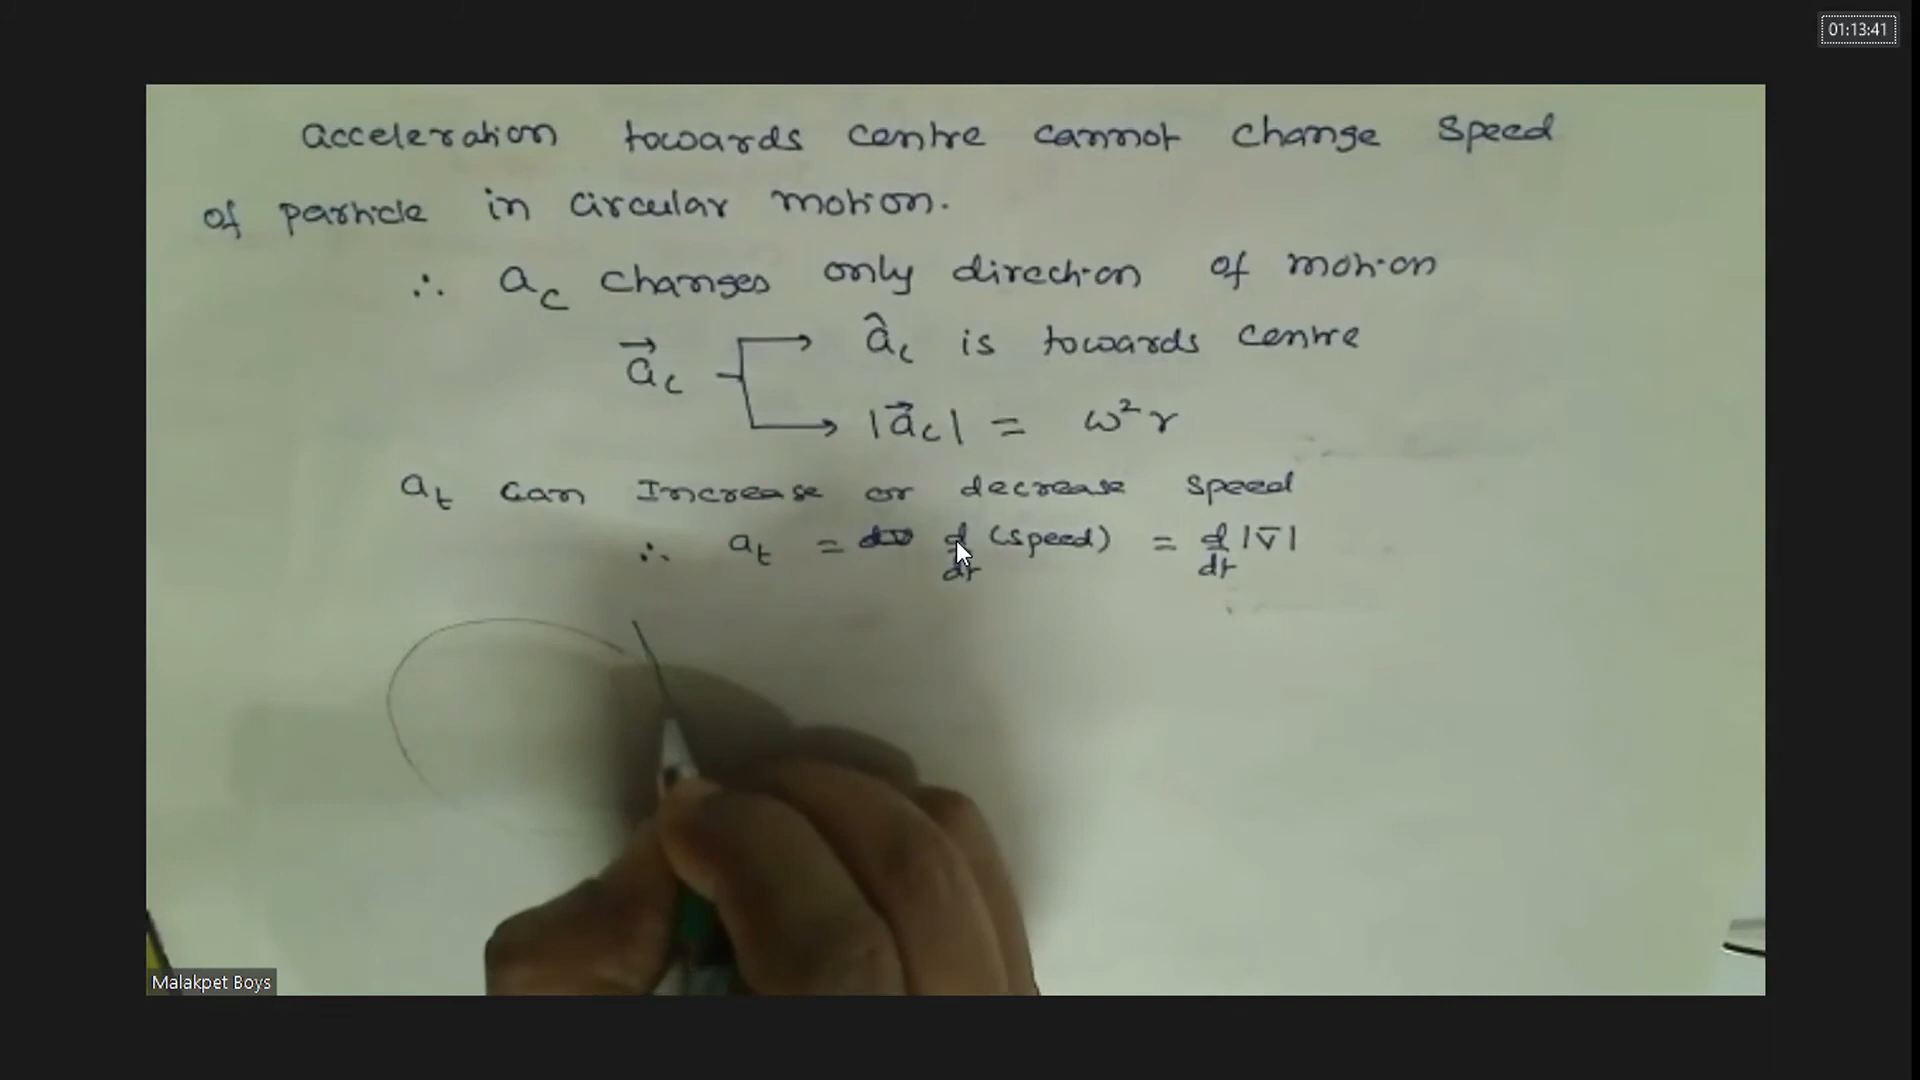 01:13:41
acceleration towards centre cannot change speed
of particle in circular motion.
∴ a_c changes only direction of motion
â_c is towards centre
a⃗_c
|a⃗_c| = ω²r
a_t can Increase or decrease speed
∴ a_t = d/dt (speed) = d/dt |v̄|
Malakpet Boys